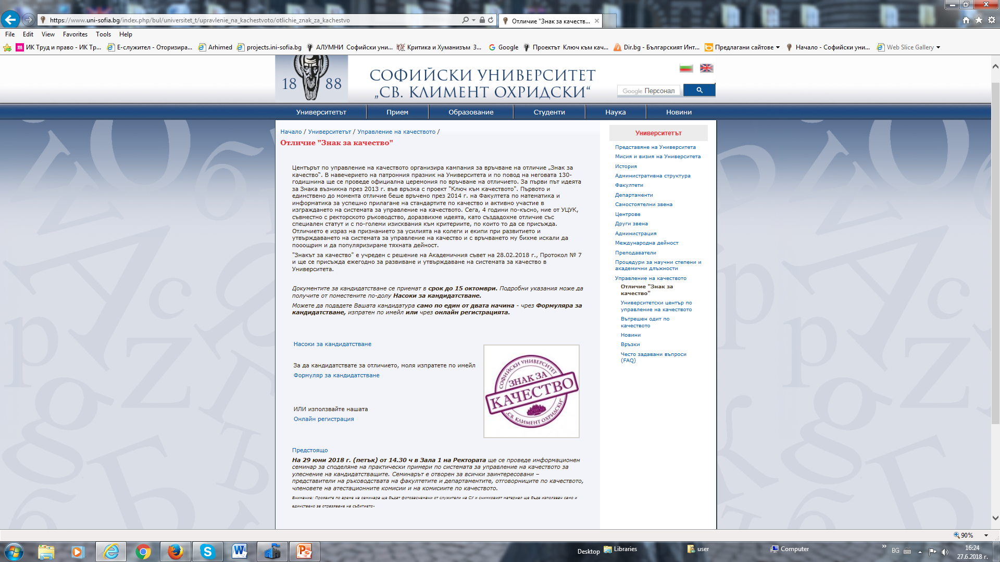 https://www.uni-sofia.bg/index.php/bul/universitet_t/upravlenie_na_kachestvoto/otlichie_znak_za_kachestvo
Отличие "Знак за качеств...
File Edit View Favorites Tools Help
ИК Труд и право - ИК Тр...
Е-служител - Оторизира...
Arhimed
projects.ini-sofia.bg
АЛУМНИ Софийски уни...
Критика и Хуманизъм З...
Google
Проектът Ключ към кач...
Dir.bg - Българският Инт...
Предлагани сайтове
Начало - Софийски уни...
Web Slice Gallery
1888
СОФИЙСКИ УНИВЕРСИТЕТ
„СВ. КЛИМЕНТ ОХРИДСКИ“
Google Персонал
Университетът Прием Образование Студенти Наука Новини
Начало / Университетът / Управление на качеството /
Отличие "Знак за качество"
Центърът по управление на качеството организира кампания за връчване на отличие „Знак за
качество“. В навечерието на патронния празник на Университета и по повод на неговата 130-
годишнина ще се проведе официална церемония по връчване на отличието. За първи път идеята
за Знака възникна през 2013 г. във връзка с проект "Ключ към качеството". Първото и
единствено до момента отличие беше връчено през 2014 г. на Факултета по математика и
информатика за успешно прилагане на стандартите по качество и активно участие в
изграждането на системата за управление на качеството. Сега, 4 години по-късно, ние от УЦУК,
съвместно с ректорското ръководство, доразвихме идеята, като създадохме отличие със
специален статут и с по-големи изисквания към критериите, по които то да се присъжда.
Отличието е израз на признанието за усилията на колеги и екипи при развитието и
утвърждаването на системата за управление на качество и с връчването му бихме искали да
пооощрим и да популяризираме тяхната дейност.
"Знакът за качество" е учреден с решение на Академичния съвет на 28.02.2018 г., Протокол № 7
и ще се присъжда ежегодно за развиване и утвърждаване на системата за качество в
Университета.
Документите за кандидатстване се приемат в срок до 15 октомври. Подробни указания може да
получите от поместените по-долу Насоки за кандидатстване.
Можете да подадете Вашата кандидатура само по един от двата начина - чрез Формуляра за
кандидатстване, изпратен по имейл или чрез онлайн регистрацията.
Насоки за кандидатстване
За да кандидатствате за отличието, моля изпратете по имейл
Формуляр за кандидатстване
ИЛИ използвайте нашата
Онлайн регистрация
СОФИЙСКИ УНИВЕРСИТЕТ
ЗНАК ЗА
КАЧЕСТВО
„СВ. КЛИМЕНТ ОХРИДСКИ“
Предстоящо
На 29 юни 2018 г. (петък) от 14.30 ч в Зала 1 на Ректората ще се проведе информационен
семинар за споделяне на практически примери по системата за управление на качеството за
улеснение на кандидатстващите. Семинарът е отворен за всички заинтересовани –
представители на ръководствата на факултетите и департаментите, отговорниците по качеството,
членовете на атестационните комисии и на комисиите по качеството.
Внимание: Проявите по време на семинара ще бъдат фотозаснемани от служители на СУ и снимковият материал ще бъде използван само и
единствено за отразяване на събитието.
Университетът
Представяне на Университета
Мисия и визия на Университета
История
Административна структура
Факултети
Департаменти
Самостоятелни звена
Центрове
Други звена
Администрация
Международна дейност
Преподаватели
Процедури за научни степени и
академични длъжности
Управление на качеството
Отличие "Знак за
качество"
Университетски център по
управление на качеството
Вътрешен одит по
качеството
Новини
Връзки
Често задавани въпроси
(FAQ)
90%
Desktop
Libraries
user
Computer
BG
16:24
27.6.2018 г.